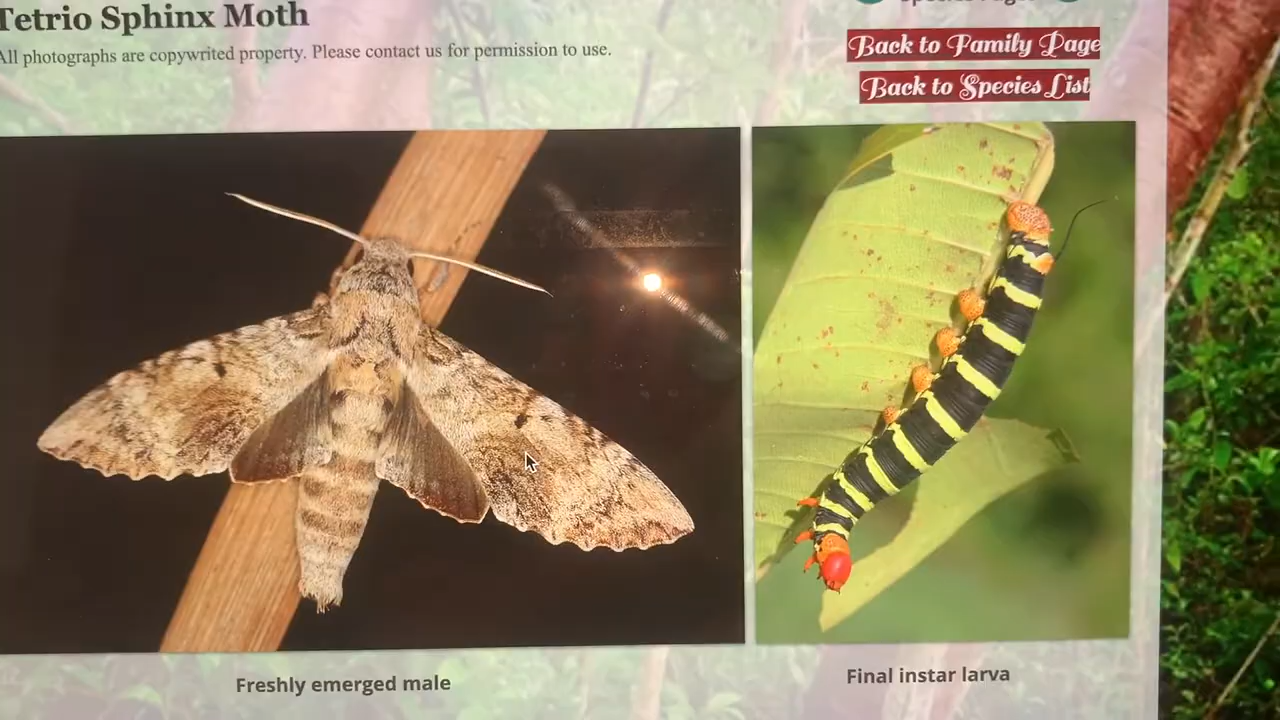 Tetrio Sphinx Moth
All photographs are copywrited property. Please contact us for permission to use.
Back to Family Page
Back to Species List
Freshly emerged male
Final instar larva